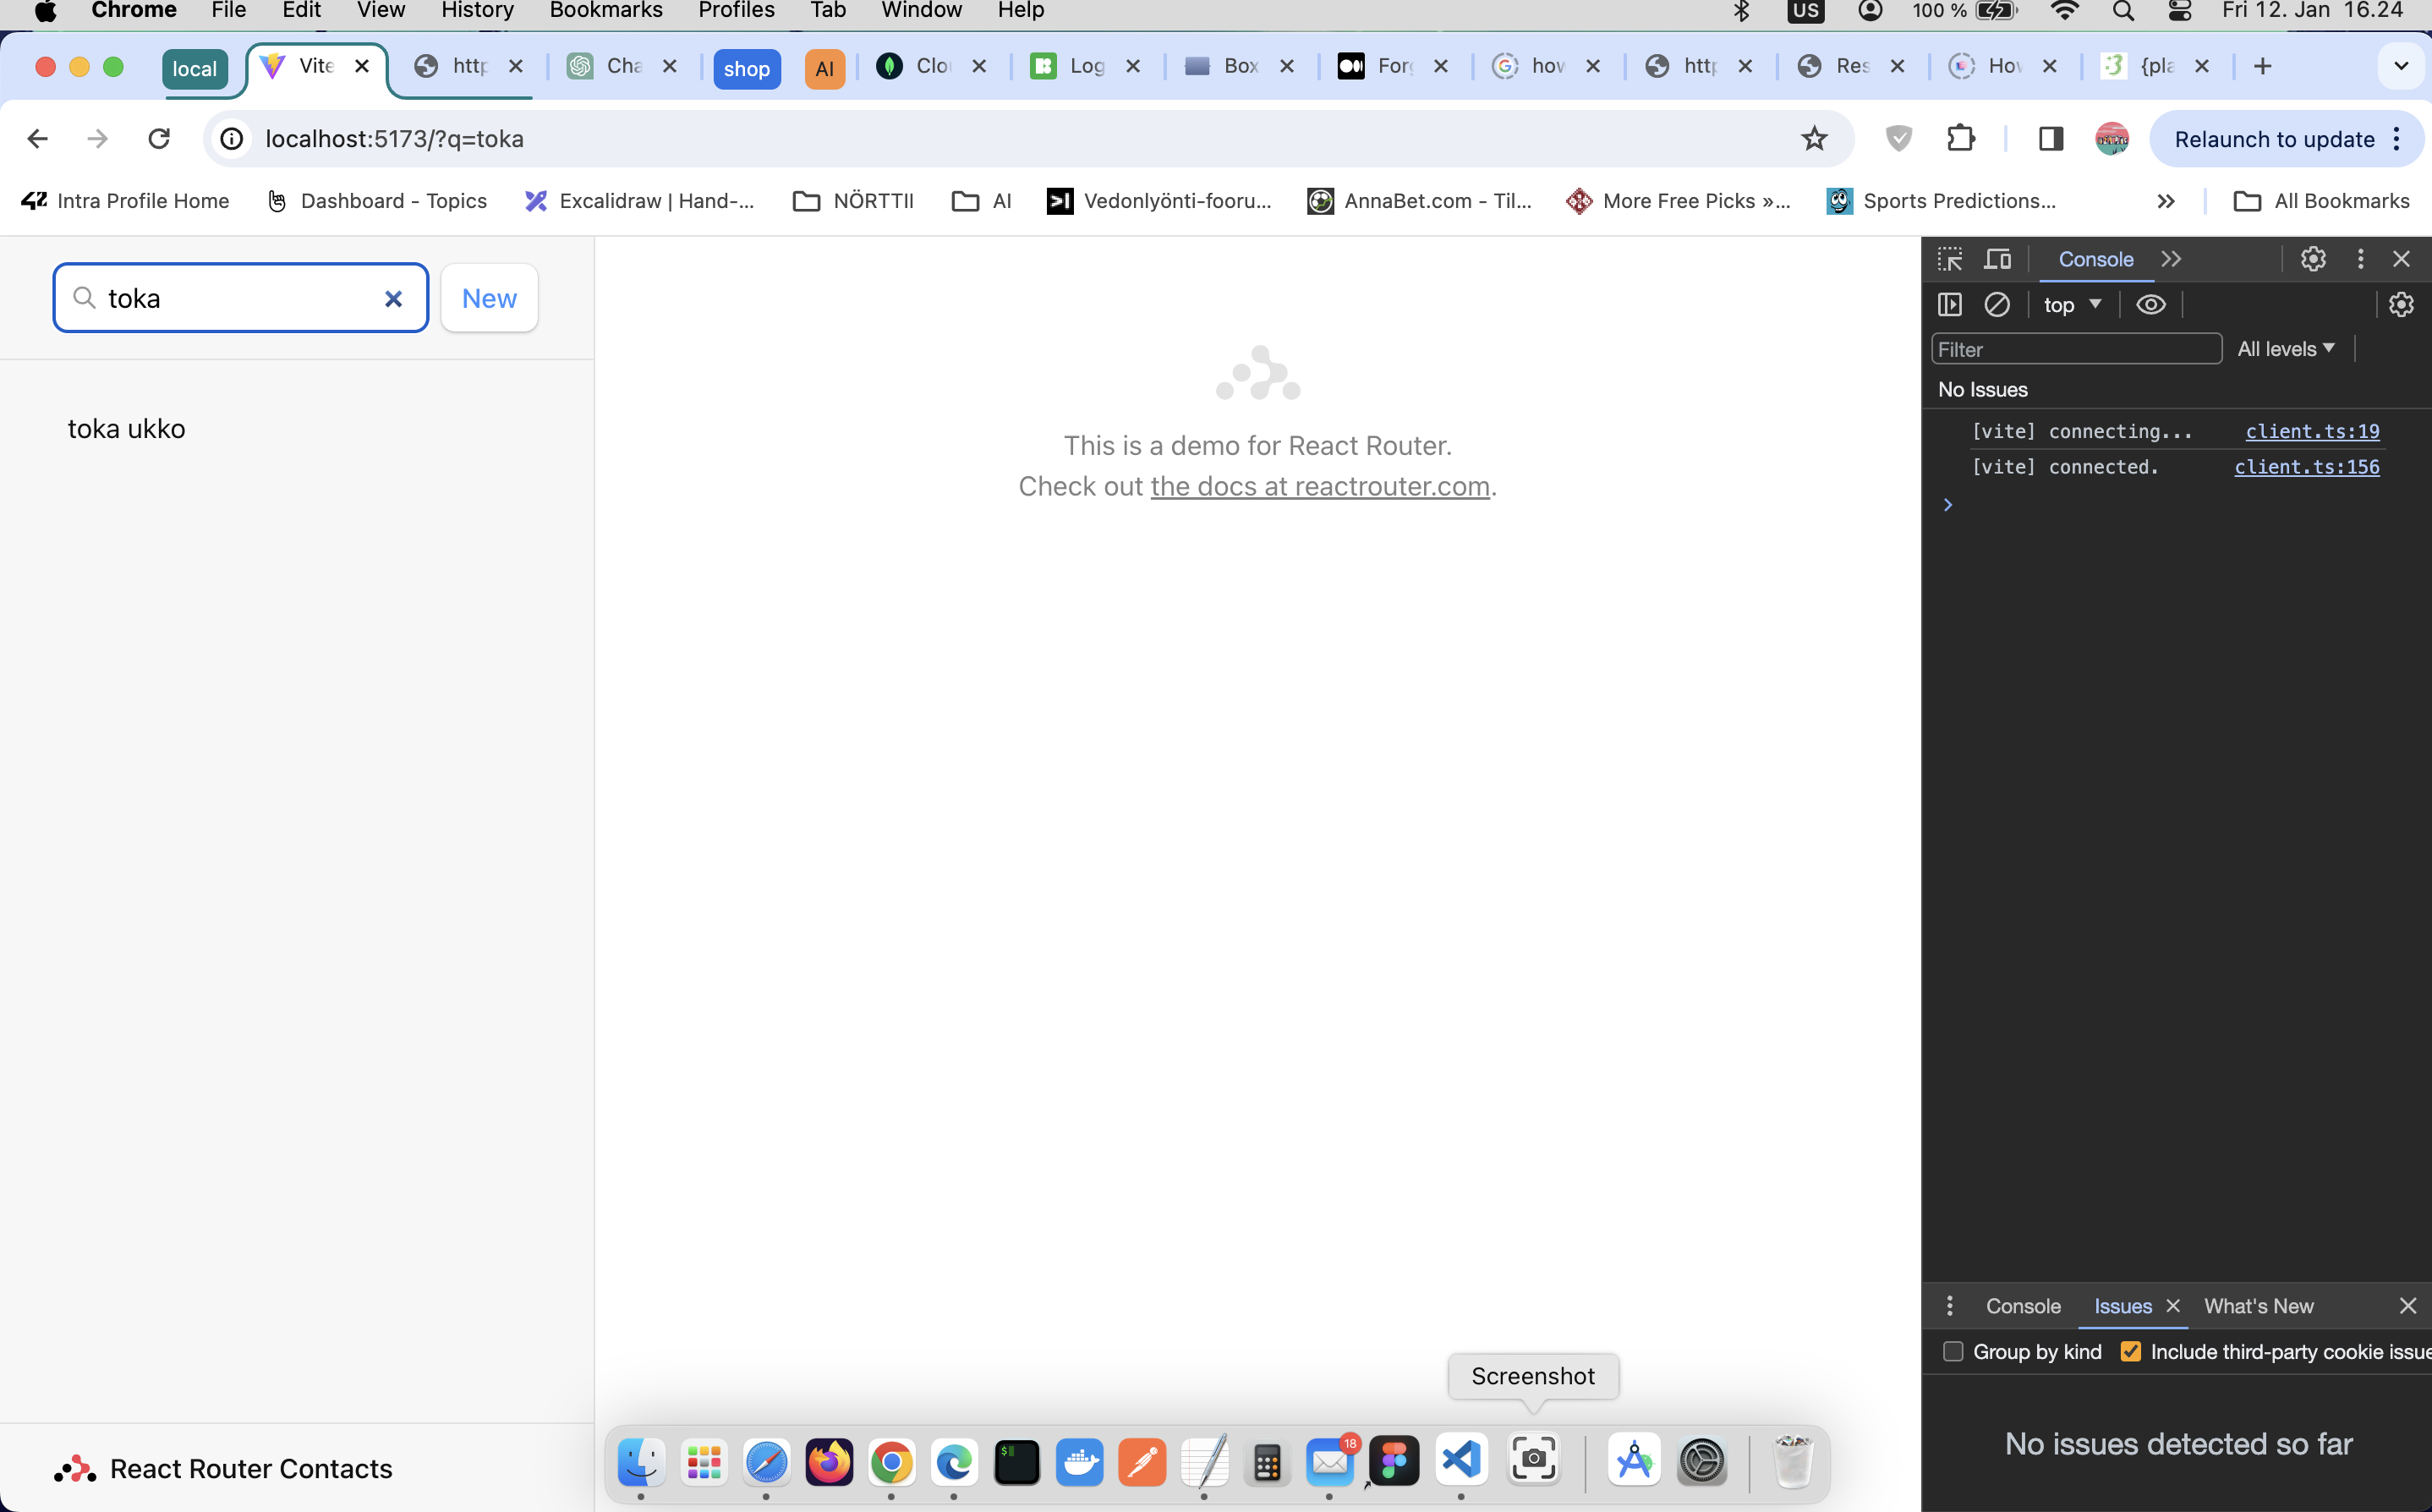 Chrome File Edit View History Bookmarks Profiles Tab Window Help US 100 % Fri 12. Jan 16.24
local Vite http Cha shop AI Clo Log Box For how http Res How {pla
localhost:5173/?q=toka Relaunch to update
Intra Profile Home Dashboard - Topics Excalidraw | Hand-... NÖRTTII AI Vedonlyönti-fooru... AnnaBet.com - Til... More Free Picks »... Sports Predictions... All Bookmarks
toka New
toka ukko
This is a demo for React Router.
Check out the docs at reactrouter.com.
React Router Contacts
Console
top
Filter All levels
No Issues
[vite] connecting... client.ts:19
[vite] connected. client.ts:156
Console Issues What's New
Group by kind Include third-party cookie issue
No issues detected so far
Screenshot
18